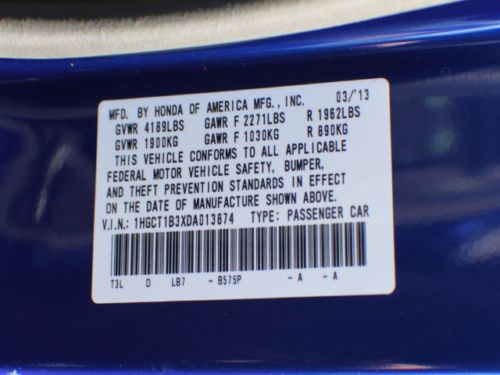 MFD. BY HONDA OF AMERICA MFG., INC. 03/'13
GVWR 4189LBS GAWR F 2271LBS R 1962LBS
GVWR 1900KG GAWR F 1030KG R 890KG
THIS VEHICLE CONFORMS TO ALL APPLICABLE
FEDERAL MOTOR VEHICLE SAFETY, BUMPER,
AND THEFT PREVENTION STANDARDS IN EFFECT
ON THE DATE OF MANUFACTURE SHOWN ABOVE.
V.I.N.: 1HGCT1B3XDA013874 TYPE: PASSENGER CAR
T3L D LB7 - B575P - A - A